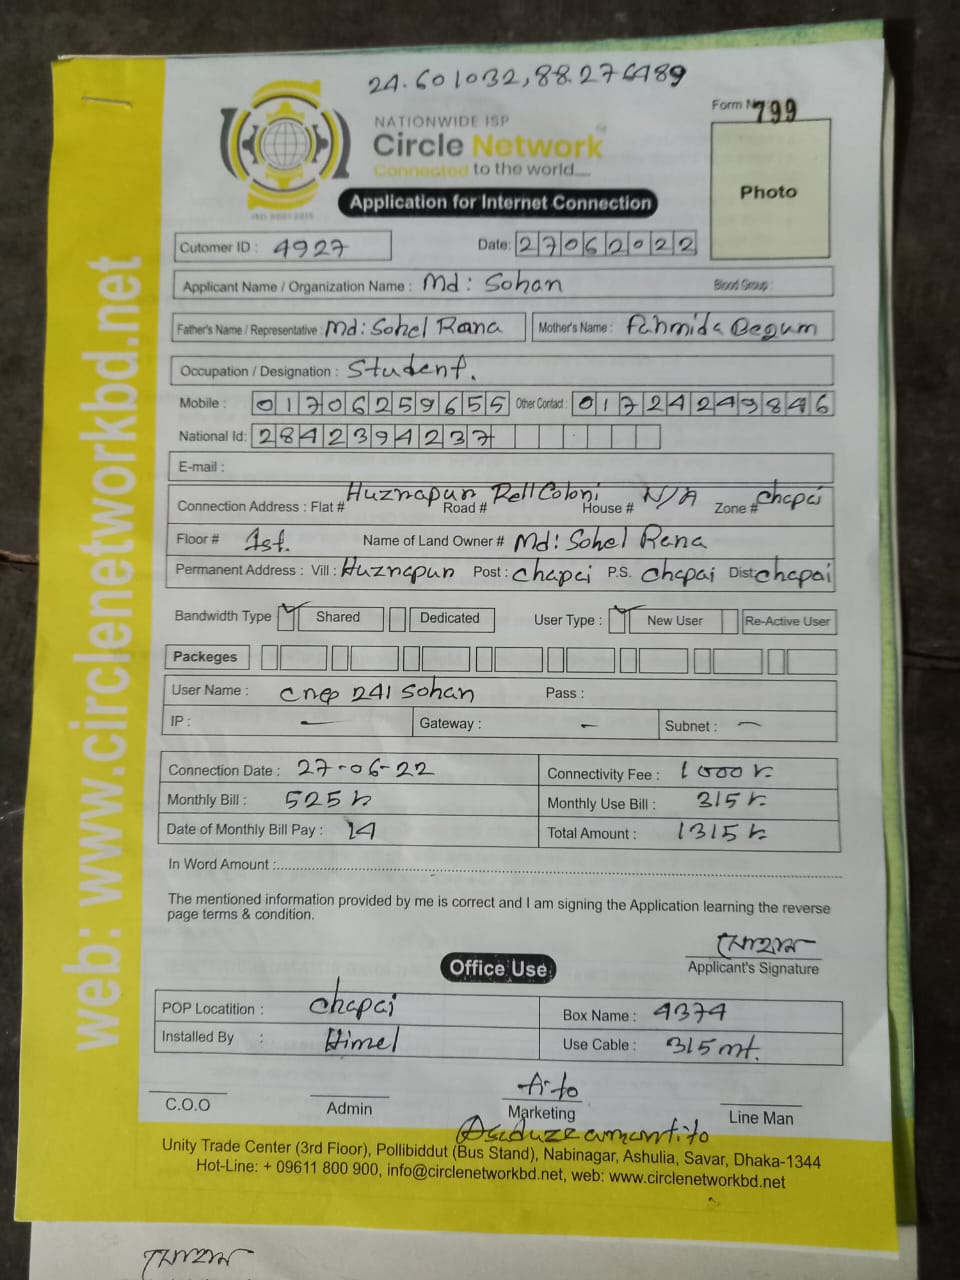 24.601032,88.276489
NATIONWIDE ISP
Form No: 799
Circle Network
Connected to the world....
Photo
Application for Internet Connection
ISO 9001:2015
Cutomer ID : 4927 Date: 27062022
Applicant Name / Organization Name : Md: Sohan Blood Group :
Father's Name / Representative : Md: Sohel Rana Mother's Name : Fahmida Begum
Occupation / Designation : Student.
Mobile : 01706259655 Other Contact : 01724249846
National Id: 2842394237
E-mail :
Connection Address : Flat # Huzrapur Rell Coloni Road # House # N/A Zone # Chapai
Floor # 1st. Name of Land Owner # Md: Sohel Rana
Permanent Address : Vill : Huzrapur Post : Chapai P.S. Chapai Dist: Chapai
Bandwidth Type Shared Dedicated User Type : New User Re-Active User
Packeges
User Name : cnep 241 Sohan Pass :
IP : — Gateway : – Subnet : —
Connection Date : 27-06-22 Connectivity Fee : 1000
Monthly Bill : 525 Monthly Use Bill : 315
Date of Monthly Bill Pay : 14 Total Amount : 1315
In Word Amount :
The mentioned information provided by me is correct and I am signing the Application learning the reverse
page terms & condition.
সোহান
Applicant's Signature
Office Use
POP Locatition : Chapai Box Name : 4374
Installed By : Himel Use Cable : 315 mt.
C.O.O Admin Marketing Line Man
Unity Trade Center (3rd Floor), Pollibiddut (Bus Stand), Nabinagar, Ashulia, Savar, Dhaka-1344
Hot-Line: + 09611 800 900, info@circlenetworkbd.net, web: www.circlenetworkbd.net
web: www.circlenetworkbd.net
সোহান